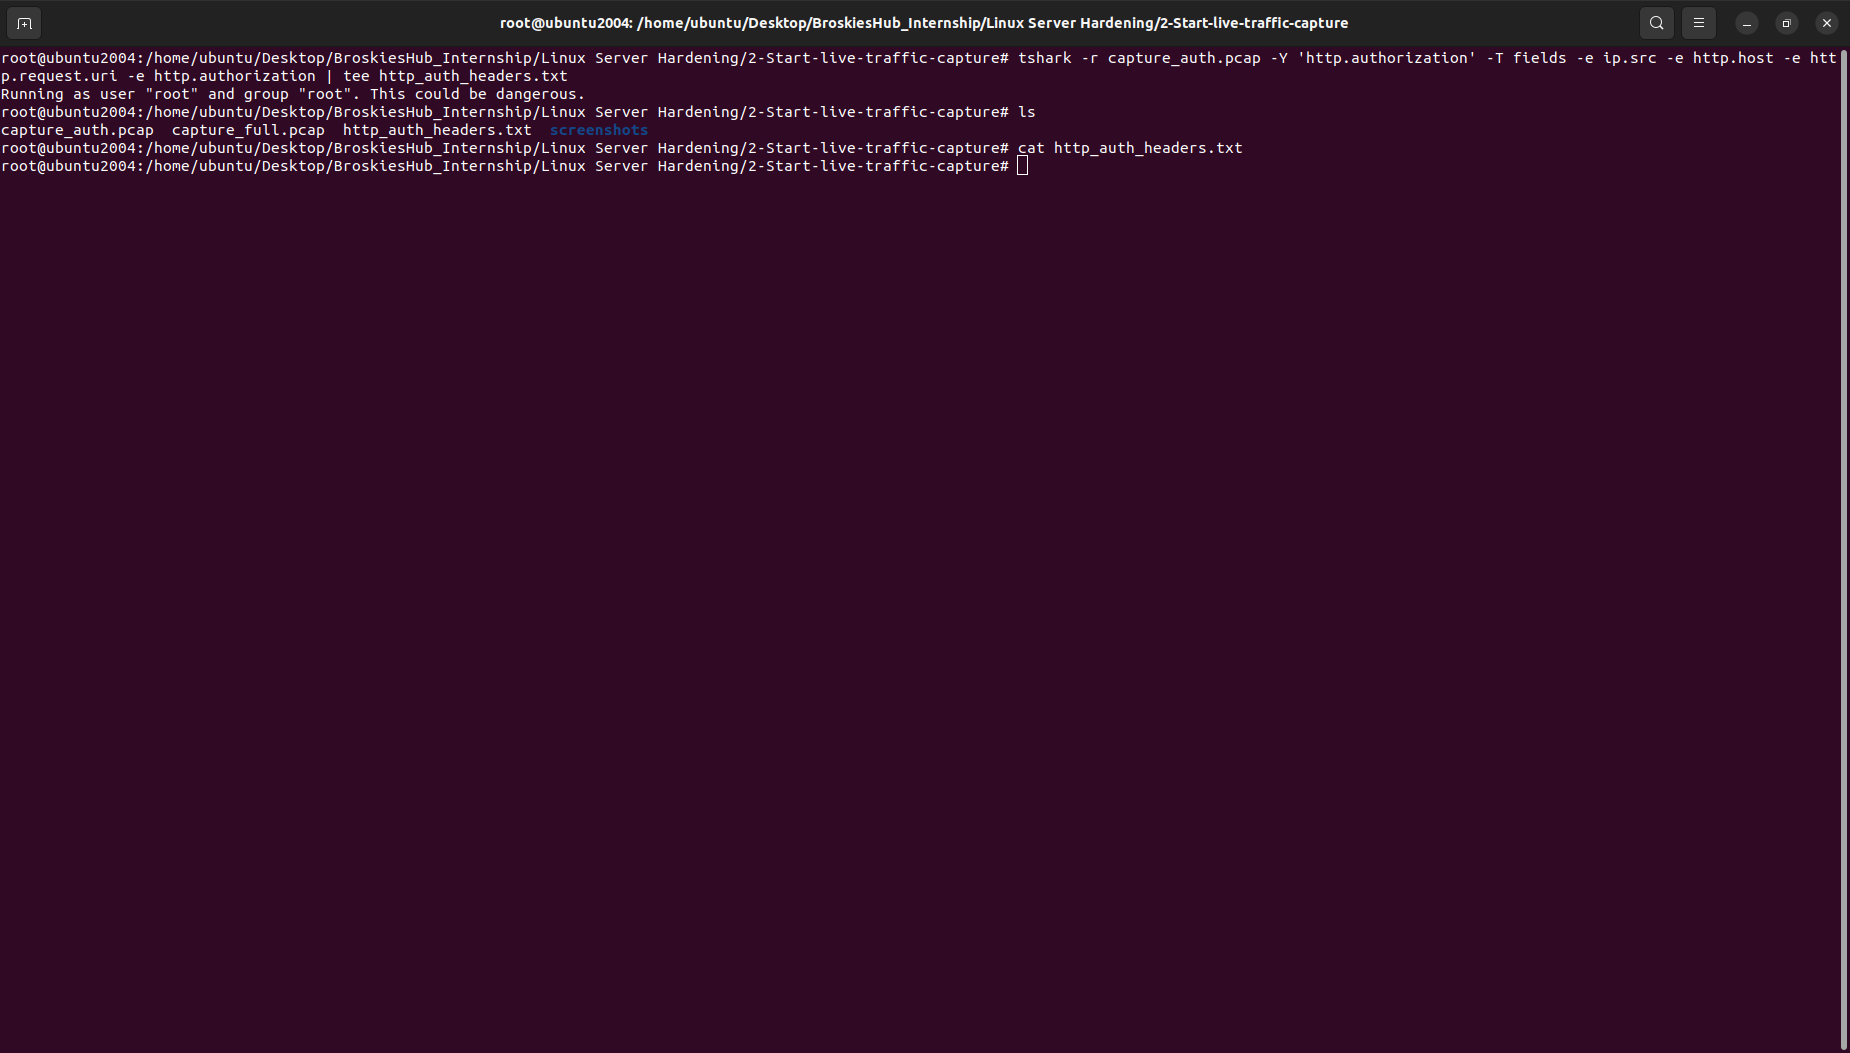 root@ubuntu2004: /home/ubuntu/Desktop/BroskiesHub_Internship/Linux Server Hardening/2-Start-live-traffic-capture
root@ubuntu2004:/home/ubuntu/Desktop/BroskiesHub_Internship/Linux Server Hardening/2-Start-live-traffic-capture# tshark -r capture_auth.pcap -Y 'http.authorization' -T fields -e ip.src -e http.host -e htt
p.request.uri -e http.authorization | tee http_auth_headers.txt
Running as user "root" and group "root". This could be dangerous.
root@ubuntu2004:/home/ubuntu/Desktop/BroskiesHub_Internship/Linux Server Hardening/2-Start-live-traffic-capture# ls
capture_auth.pcap  capture_full.pcap  http_auth_headers.txt  screenshots
root@ubuntu2004:/home/ubuntu/Desktop/BroskiesHub_Internship/Linux Server Hardening/2-Start-live-traffic-capture# cat http_auth_headers.txt
root@ubuntu2004:/home/ubuntu/Desktop/BroskiesHub_Internship/Linux Server Hardening/2-Start-live-traffic-capture#